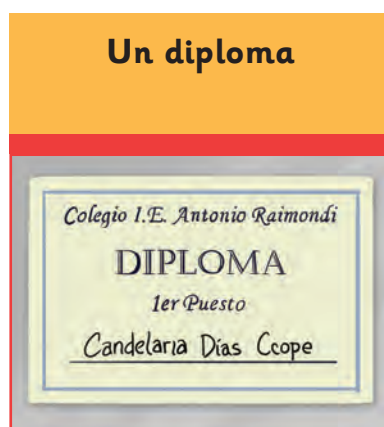 Un diploma
Colegio I.E. Antonio Raimondi
DIPLOMA
1er Puesto
Candelaria Días Ccope